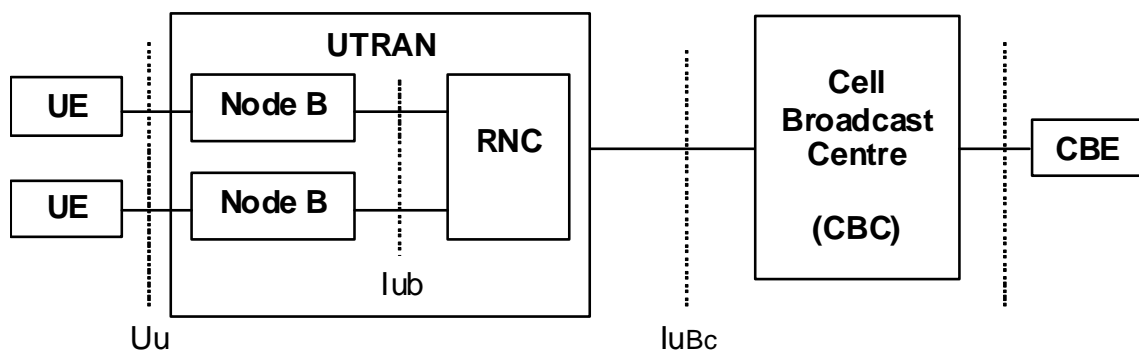 UTRAN
UE
Node B
RNC
UE
Node B
Iub
Uu
IuBc
Cell
Broadcast
Centre
(CBC)
CBE